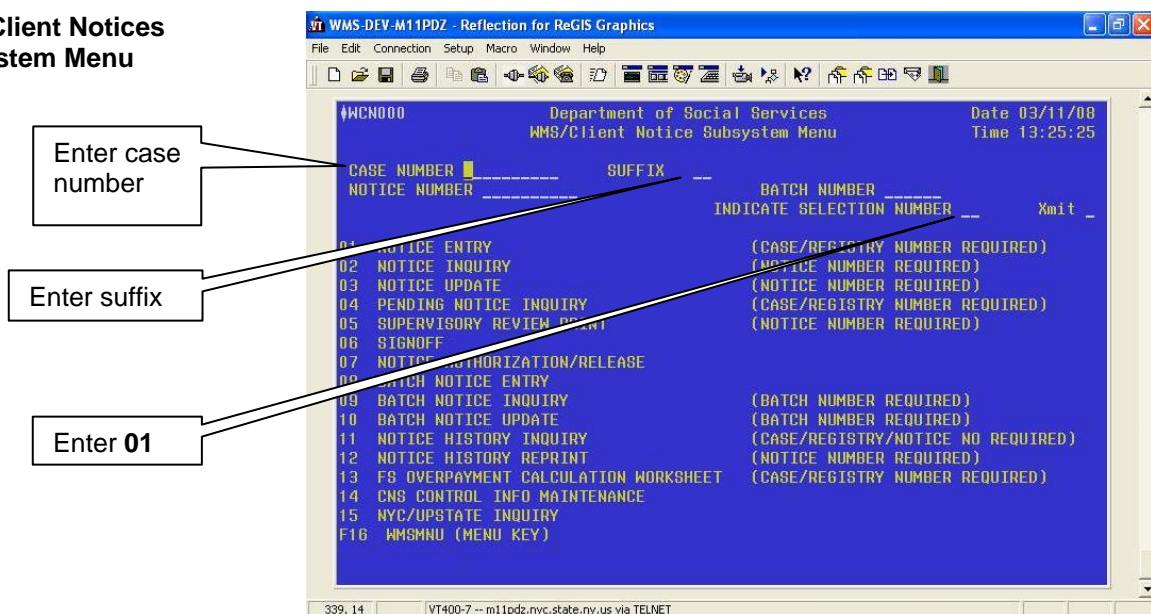 Client Notices
stem Menu
WMS-DEV-M11PDZ - Reflection for ReGIS Graphics
File Edit Connection Setup Macro Window Help
WCN000 Department of Social Services Date 03/11/08
WMS/Client Notice Subsystem Menu Time 13:25:25
Enter case
number
CASE NUMBER __________ SUFFIX __
NOTICE NUMBER __________ BATCH NUMBER ______
INDICATE SELECTION NUMBER __ Xmit _
01 NOTICE ENTRY (CASE/REGISTRY NUMBER REQUIRED)
02 NOTICE INQUIRY (NOTICE NUMBER REQUIRED)
Enter suffix
03 NOTICE UPDATE (NOTICE NUMBER REQUIRED)
04 PENDING NOTICE INQUIRY (CASE/REGISTRY NUMBER REQUIRED)
05 SUPERVISORY REVIEW PRINT (NOTICE NUMBER REQUIRED)
06 SIGNOFF
07 NOTICE AUTHORIZATION/RELEASE
08 BATCH NOTICE ENTRY
09 BATCH NOTICE INQUIRY (BATCH NUMBER REQUIRED)
10 BATCH NOTICE UPDATE (BATCH NUMBER REQUIRED)
Enter 01
11 NOTICE HISTORY INQUIRY (CASE/REGISTRY/NOTICE NO REQUIRED)
12 NOTICE HISTORY REPRINT (NOTICE NUMBER REQUIRED)
13 FS OVERPAYMENT CALCULATION WORKSHEET (CASE/REGISTRY NUMBER REQUIRED)
14 CNS CONTROL INFO MAINTENANCE
15 NYC/UPSTATE INQUIRY
F16 WMSMNU (MENU KEY)
339, 14 VT400-7 -- m11pdz.nyc.state.ny.us via TELNET